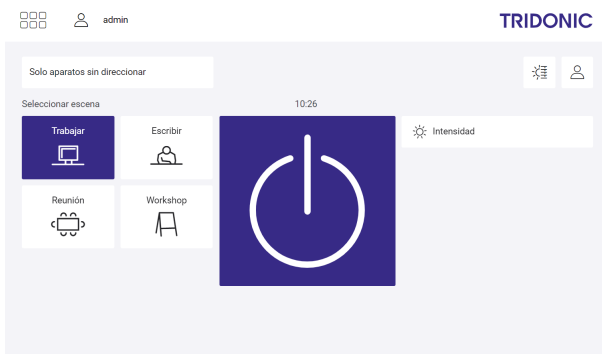 admin
TRIDONIC
Solo aparatos sin direccionar
Seleccionar escena
10:26
Trabajar
Escribir
Intensidad
Reunión
Workshop